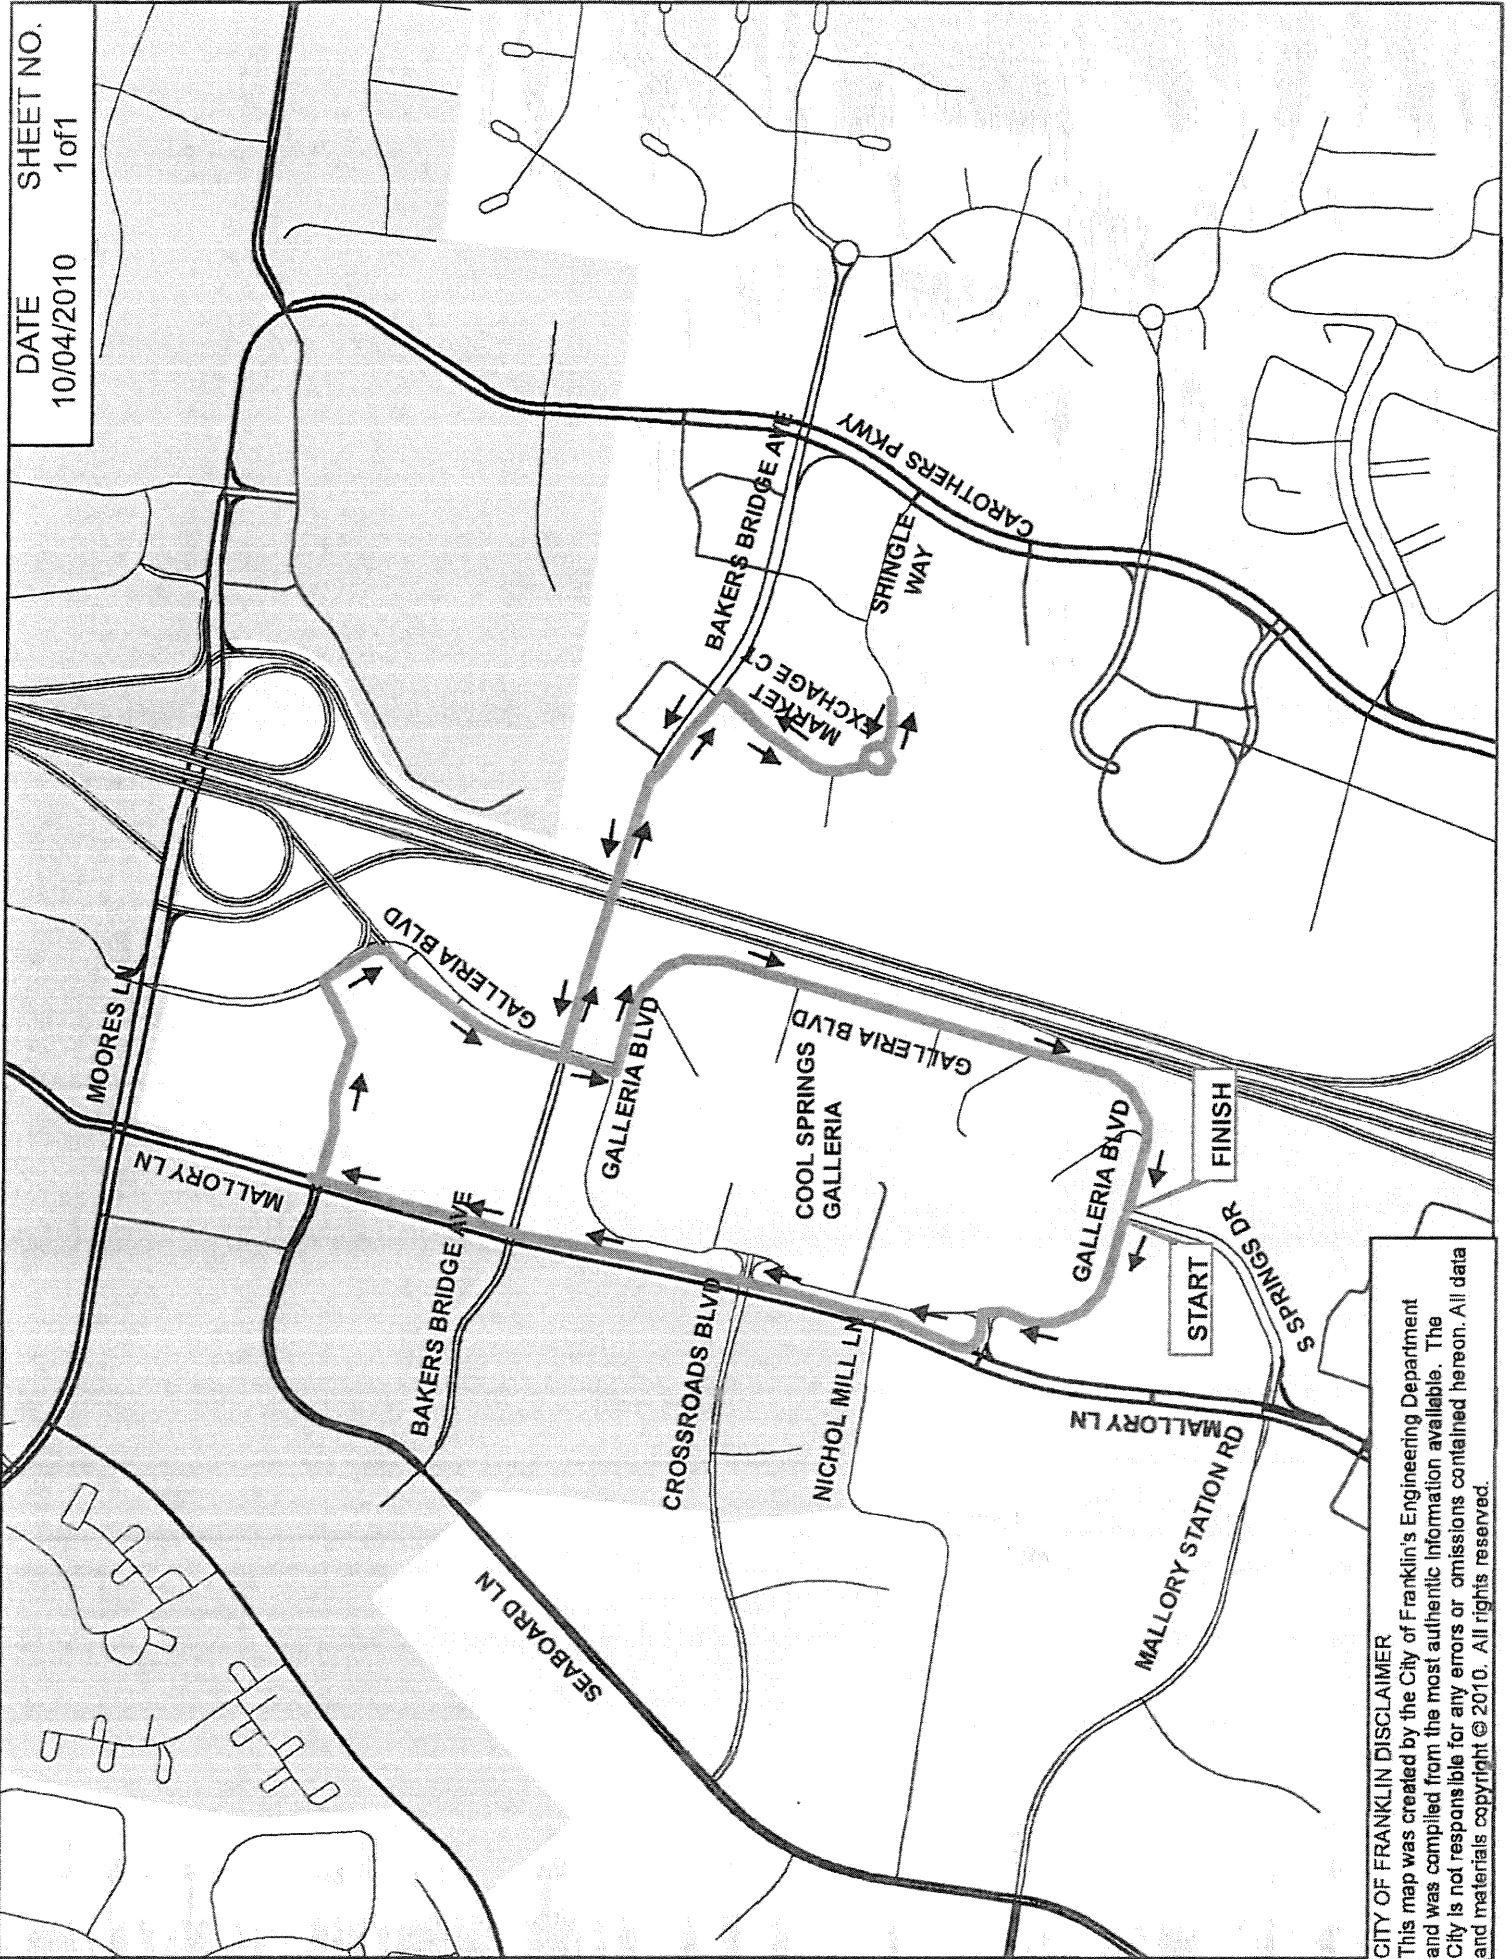 DATE SHEET NO.
10/04/2010 1of1
MOORES LN
MALLORY LN
GALLERIA BLVD
BAKERS BRIDGE AVE
CAROTHERS PKWY
SHINGLE
WAY
MARKET
EXCHAGE CT
GALLERIA BLVD
GALLERIA BLVD
COOL SPRINGS
GALLERIA
GALLERIA BLVD
FINISH
START
S SPRINGS DR
BAKERS BRIDGE AVE
CROSSROADS BLVD
NICHOL MILL LN
MALLORY LN
MALLORY STATION RD
SEABOARD LN
CITY OF FRANKLIN DISCLAIMER
This map was created by the City of Franklin's Engineering Department
and was compiled from the most authentic information available. The
City is not responsible for any errors or omissions contained hereon. All data
and materials copyright © 2010. All rights reserved.